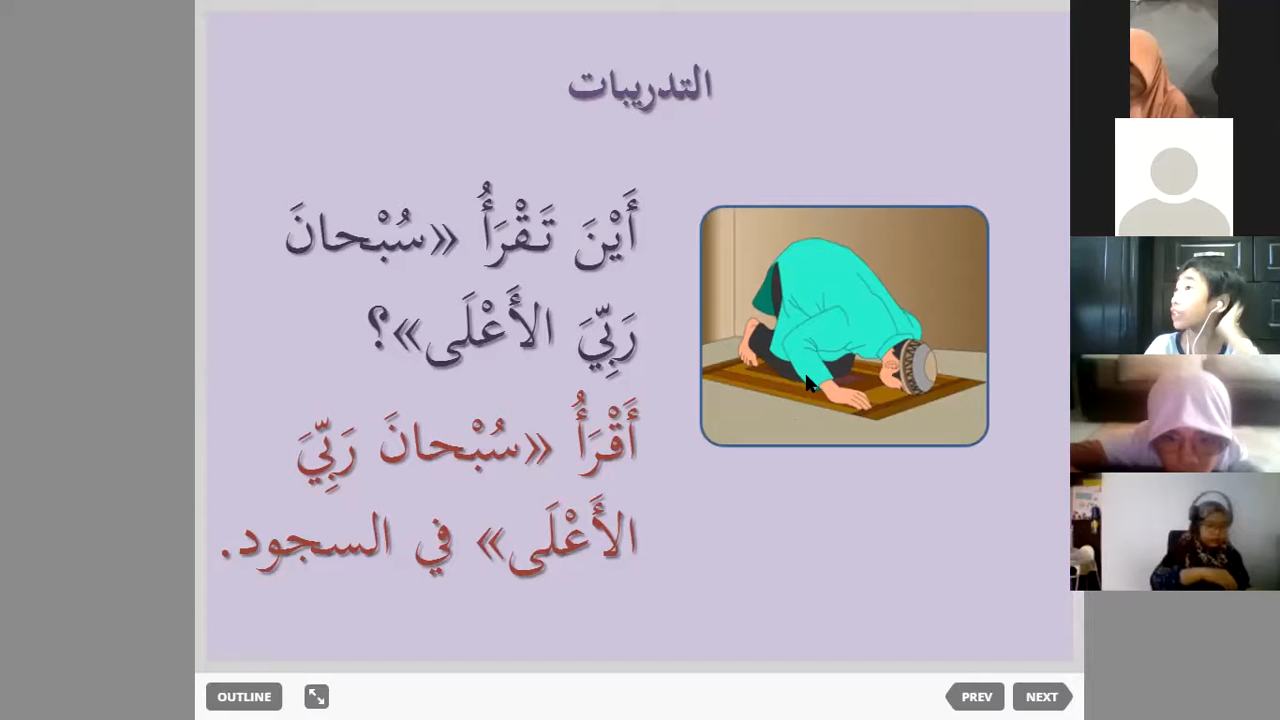 التدريبات
أَيْنَ تَقْرَأُ «سُبْحانَ
رَبِّيَ الأَعْلَى»؟
أَقْرَأُ «سُبْحانَ رَبِّيَ
الأَعْلَى» في السجود.
OUTLINE
PREV
NEXT